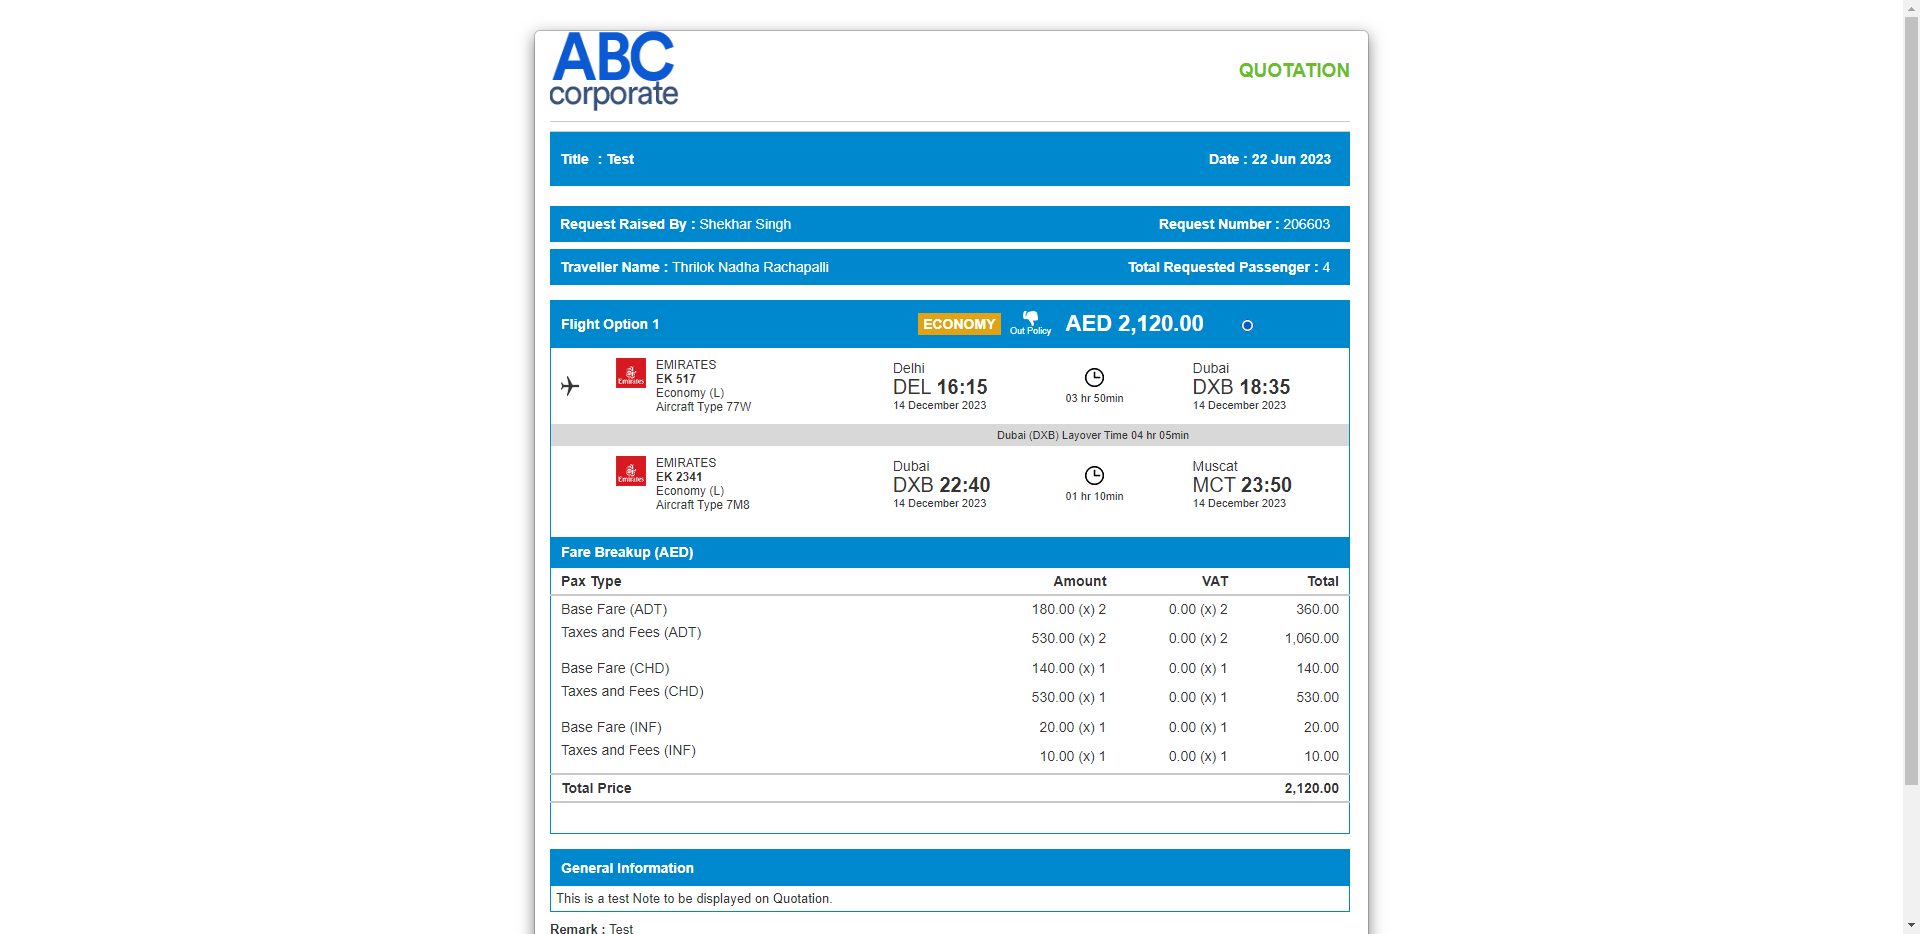 ABC
corporate
QUOTATION
Title : Test
Date : 22 Jun 2023
Request Raised By : Shekhar Singh
Request Number : 206603
Traveller Name : Thrilok Nadha Rachapalli
Total Requested Passenger : 4
Flight Option 1
ECONOMY
Out Policy
AED 2,120.00
Emirates
EMIRATES
EK 517
Economy (L)
Aircraft Type 77W
Delhi
DEL 16:15
14 December 2023
03 hr 50min
Dubai
DXB 18:35
14 December 2023
Dubai (DXB) Layover Time 04 hr 05min
Emirates
EMIRATES
EK 2341
Economy (L)
Aircraft Type 7M8
Dubai
DXB 22:40
14 December 2023
01 hr 10min
Muscat
MCT 23:50
14 December 2023
Fare Breakup (AED)
Pax Type Amount VAT Total
Base Fare (ADT) 180.00 (x) 2 0.00 (x) 2 360.00
Taxes and Fees (ADT) 530.00 (x) 2 0.00 (x) 2 1,060.00
Base Fare (CHD) 140.00 (x) 1 0.00 (x) 1 140.00
Taxes and Fees (CHD) 530.00 (x) 1 0.00 (x) 1 530.00
Base Fare (INF) 20.00 (x) 1 0.00 (x) 1 20.00
Taxes and Fees (INF) 10.00 (x) 1 0.00 (x) 1 10.00
Total Price 2,120.00
General Information
This is a test Note to be displayed on Quotation.
Remark : Test